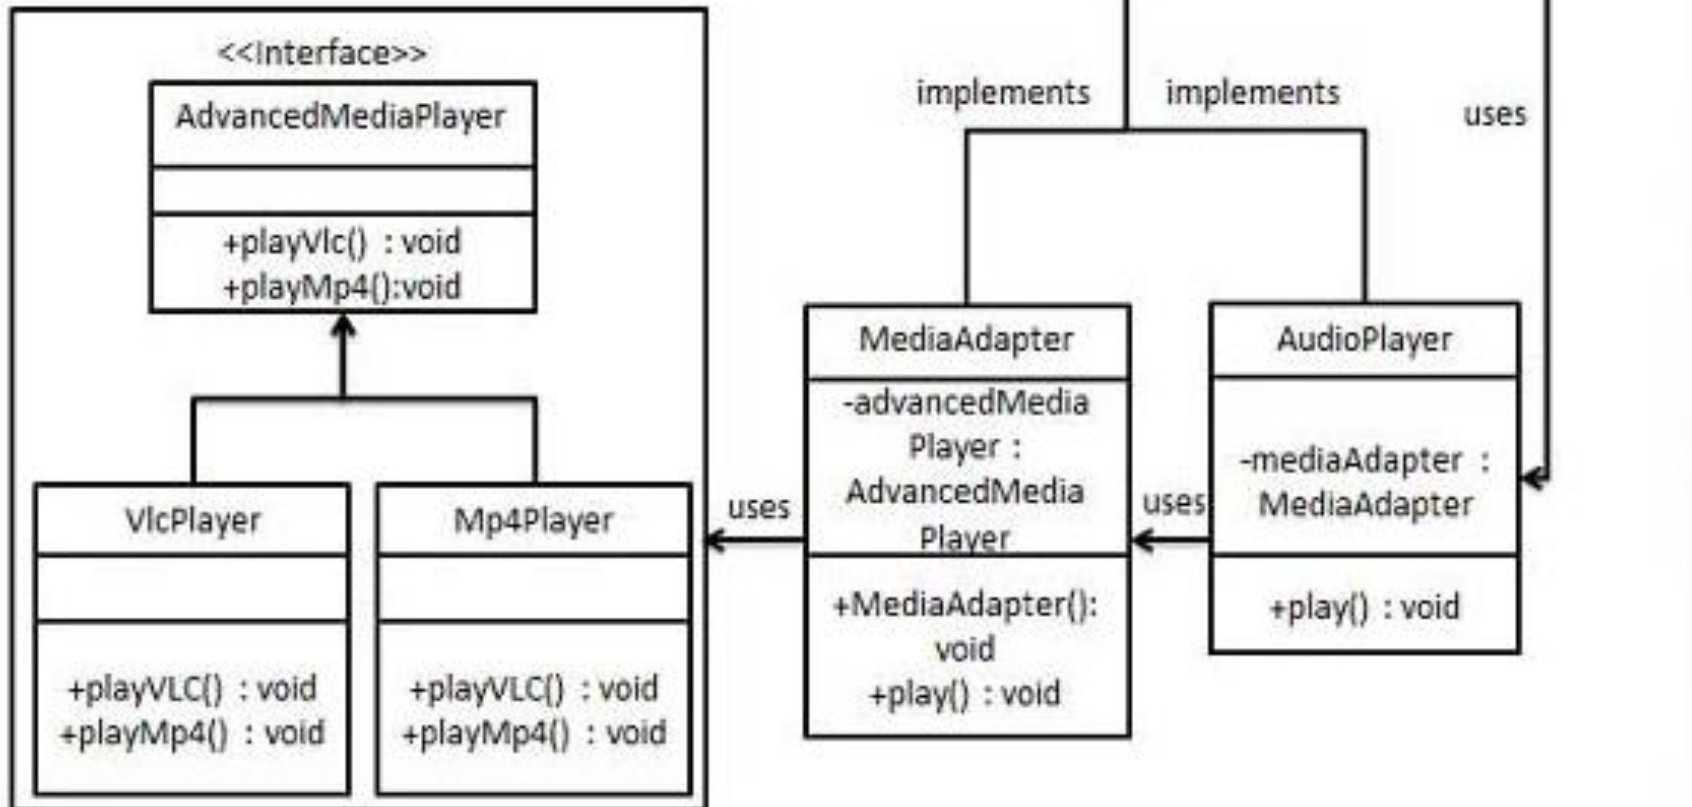 <<Interface>>
AdvancedMediaPlayer
+playVlc() : void
+playMp4():void
VlcPlayer
+playVLC() : void
+playMp4() : void
Mp4Player
+playVLC() : void
+playMp4() : void
uses
implements
implements
uses
MediaAdapter
-advancedMedia
Player :
AdvancedMedia
Player
+MediaAdapter():
void
+play() : void
uses
AudioPlayer
-mediaAdapter :
MediaAdapter
+play() : void